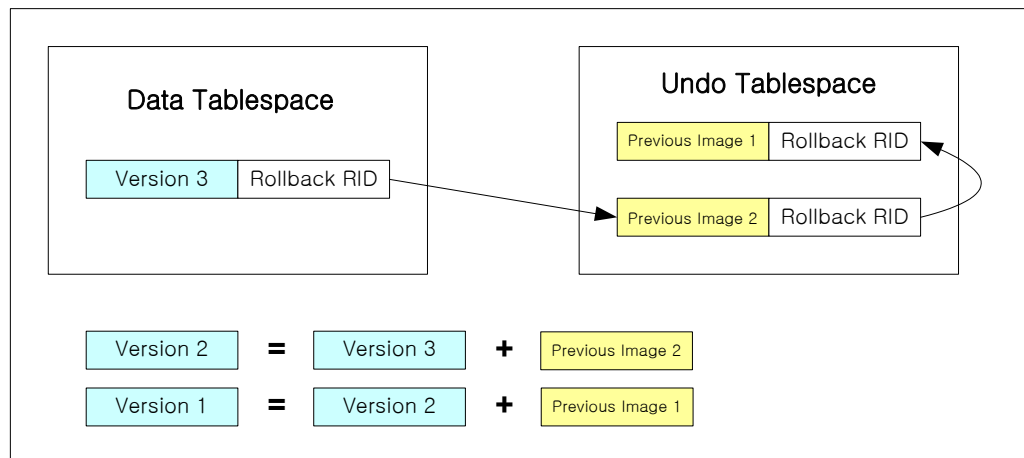 Data Tablespace
Version 3 Rollback RID
Undo Tablespace
Previous Image 1 Rollback RID
Previous Image 2 Rollback RID
Version 2 = Version 3 + Previous Image 2
Version 1 = Version 2 + Previous Image 1